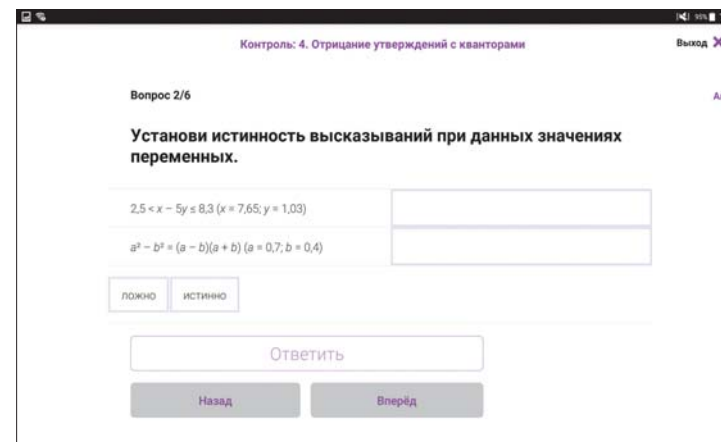 95%
Контроль: 4. Отрицание утверждений с кванторами
Выход
Вопрос 2/6
Установи истинность высказываний при данных значениях
переменных.
2,5 < x − 5y ≤ 8,3 (x = 7,65; y = 1,03)
a² − b² = (a − b)(a + b) (a = 0,7; b = 0,4)
ложно истинно
Ответить
Назад Вперёд